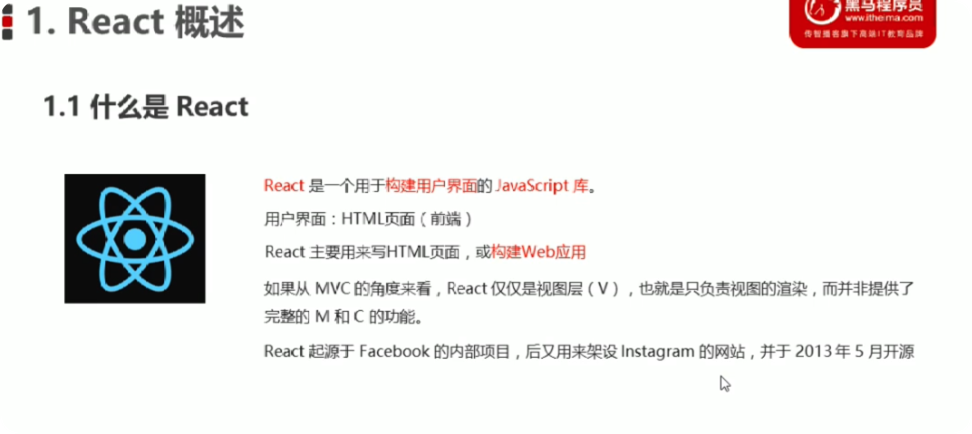 1. React 概述
黑马程序员
www.itheima.com
传智播客旗下高端IT教育品牌
1.1 什么是 React
React 是一个用于构建用户界面的 JavaScript 库。
用户界面：HTML页面（前端）
React 主要用来写HTML页面，或构建Web应用
如果从 MVC 的角度来看，React 仅仅是视图层（V），也就是只负责视图的渲染，而并非提供了
完整的 M 和 C 的功能。
React 起源于 Facebook 的内部项目，后又用来架设 Instagram 的网站，并于 2013 年 5 月开源